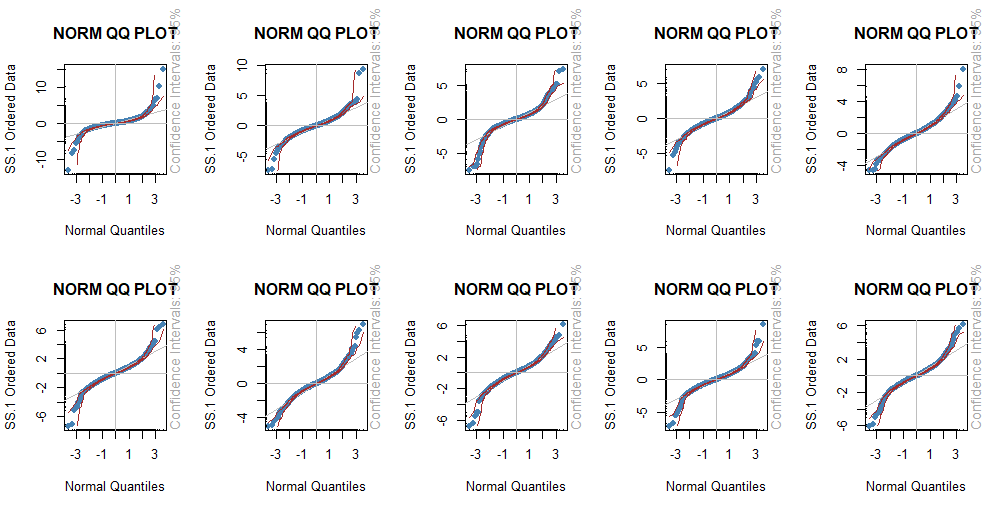 NORM QQ PLOT
SS.1 Ordered Data
10
0
-10
-3 -1 1 3
Normal Quantiles
Confidence Intervals: 95%
NORM QQ PLOT
SS.1 Ordered Data
10
5
0
-5
-3 -1 1 3
Normal Quantiles
Confidence Intervals: 95%
NORM QQ PLOT
SS.1 Ordered Data
5
0
-5
-3 -1 1 3
Normal Quantiles
Confidence Intervals: 95%
NORM QQ PLOT
SS.1 Ordered Data
5
0
-5
-3 -1 1 3
Normal Quantiles
Confidence Intervals: 95%
NORM QQ PLOT
SS.1 Ordered Data
8
4
0
-4
-3 -1 1 3
Normal Quantiles
Confidence Intervals: 95%
NORM QQ PLOT
SS.1 Ordered Data
6
2
-2
-6
-3 -1 1 3
Normal Quantiles
Confidence Intervals: 95%
NORM QQ PLOT
SS.1 Ordered Data
4
0
-4
-3 -1 1 3
Normal Quantiles
Confidence Intervals: 95%
NORM QQ PLOT
SS.1 Ordered Data
6
2
-2
-6
-3 -1 1 3
Normal Quantiles
Confidence Intervals: 95%
NORM QQ PLOT
SS.1 Ordered Data
5
0
-5
-3 -1 1 3
Normal Quantiles
Confidence Intervals: 95%
NORM QQ PLOT
SS.1 Ordered Data
6
2
-2
-6
-3 -1 1 3
Normal Quantiles
Confidence Intervals: 95%